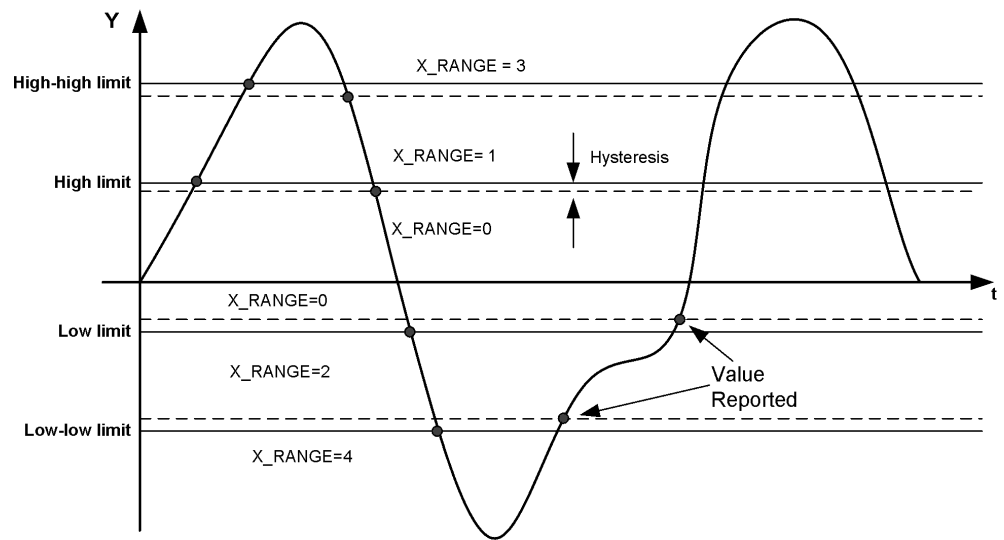 Y
X_RANGE = 3
High-high limit
X_RANGE= 1
Hysteresis
High limit
X_RANGE=0
t
X_RANGE=0
Low limit
X_RANGE=2
Value
Reported
Low-low limit
X_RANGE=4